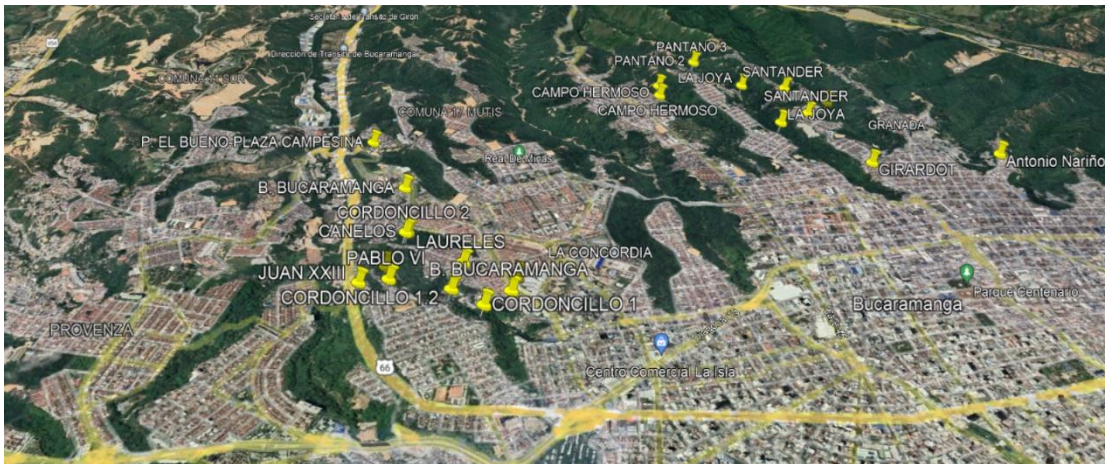 Secretaria de Transito de Girón
Dirección de Tránsito de Bucaramanga
PANTANO 3
PANTANO 2
LA JOYA
SANTANDER
COMUNA 11 SUR
CAMPO HERMOSO
SANTANDER
CAMPO HERMOSO
LA JOYA
COMUNA 17 MUTIS
GRANADA
P. EL BUENO-PLAZA CAMPESINA
Real De Minas
Antonio Nariño
GIRARDOT
B. BUCARAMANGA
CORDONCILLO 2
CANELOS
LAURELES
LA CONCORDIA
PABLO VI
B. BUCARAMANGA
JUAN XXIII
CORDONCILLO 1.2
CORDONCILLO 1
Parque Centenario
Bucaramanga
PROVENZA
66
Centro Comercial La Isla